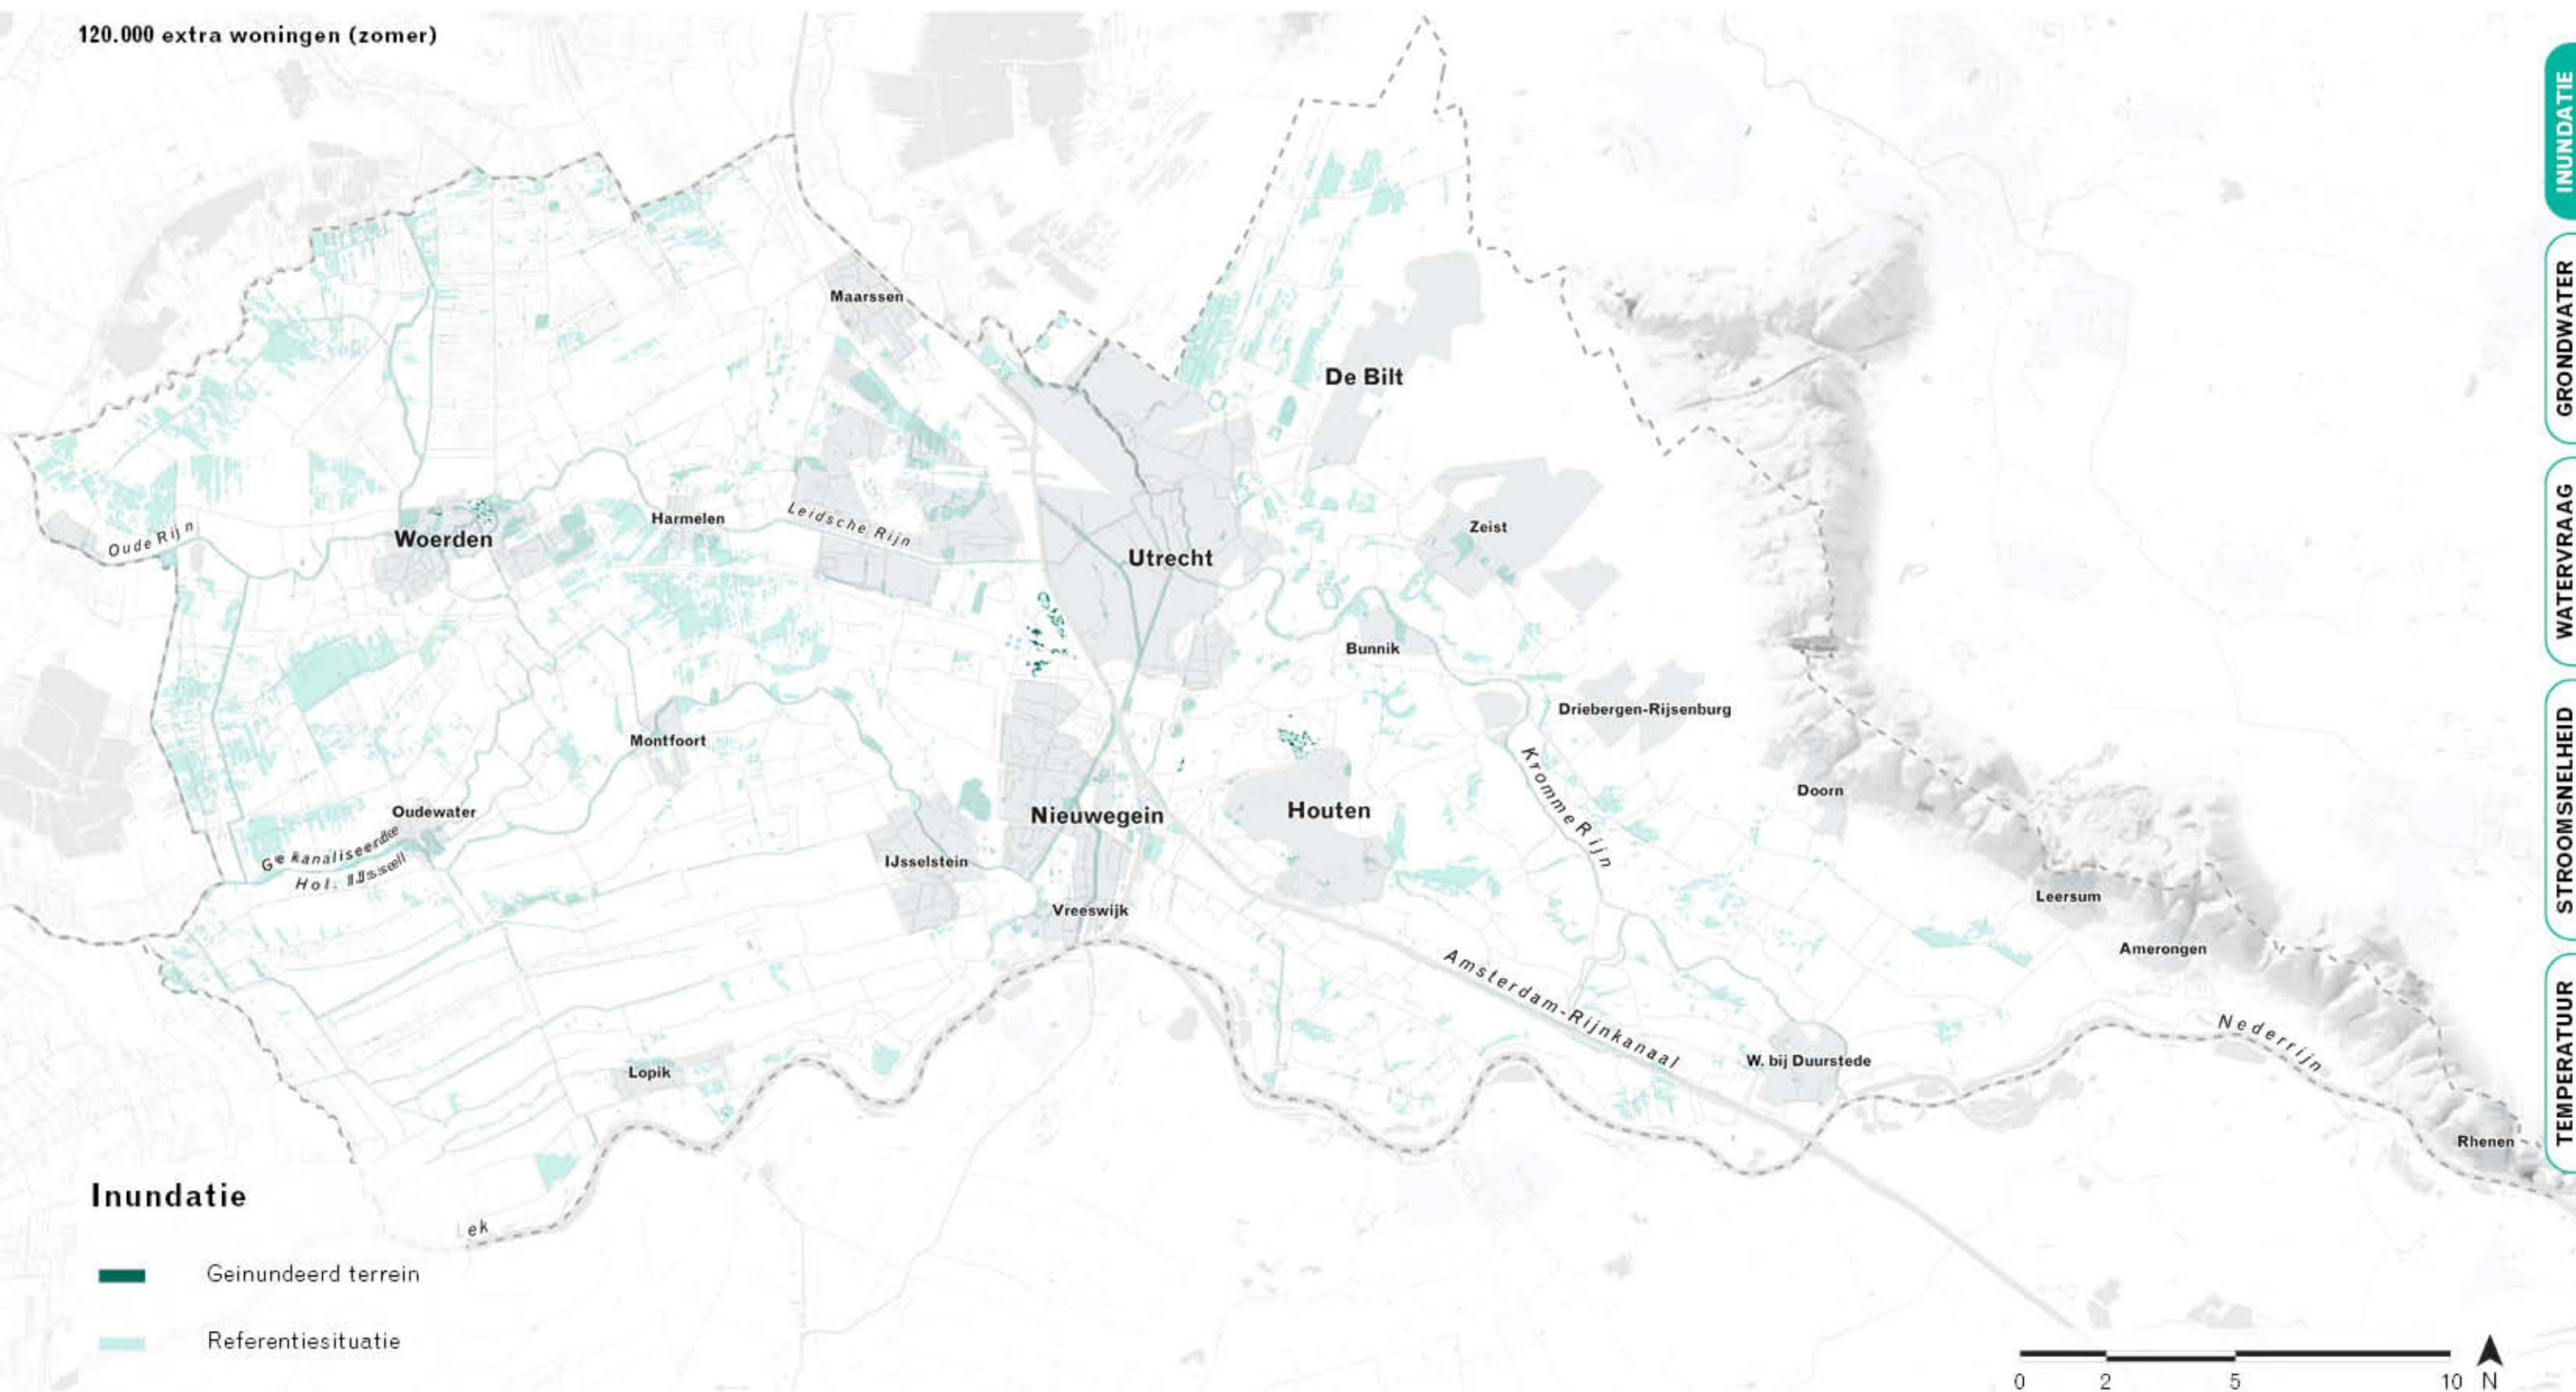 120.000 extra woningen (zomer)
INUNDATIE
GRONDWATER
WATERVRAAG
STROOMSNELHEID
TEMPERATUUR
Maarssen
De Bilt
Oude Rijn
Woerden
Harmelen
Leidsche Rijn
Utrecht
Zeist
Bunnik
Driebergen-Rijsenburg
Montfoort
Kromme Rijn
Doorn
Oudewater
Gekanaliseerde
Hol. IJssel
Nieuwegein
Houten
IJsselstein
Vreeswijk
Leersum
Amerongen
Amsterdam-Rijnkanaal
Nederrijn
Lopik
W. bij Duurstede
Rhenen
Lek
Inundatie
Geinundeerd terrein
Referentiesituatie
0 2 5 10 N